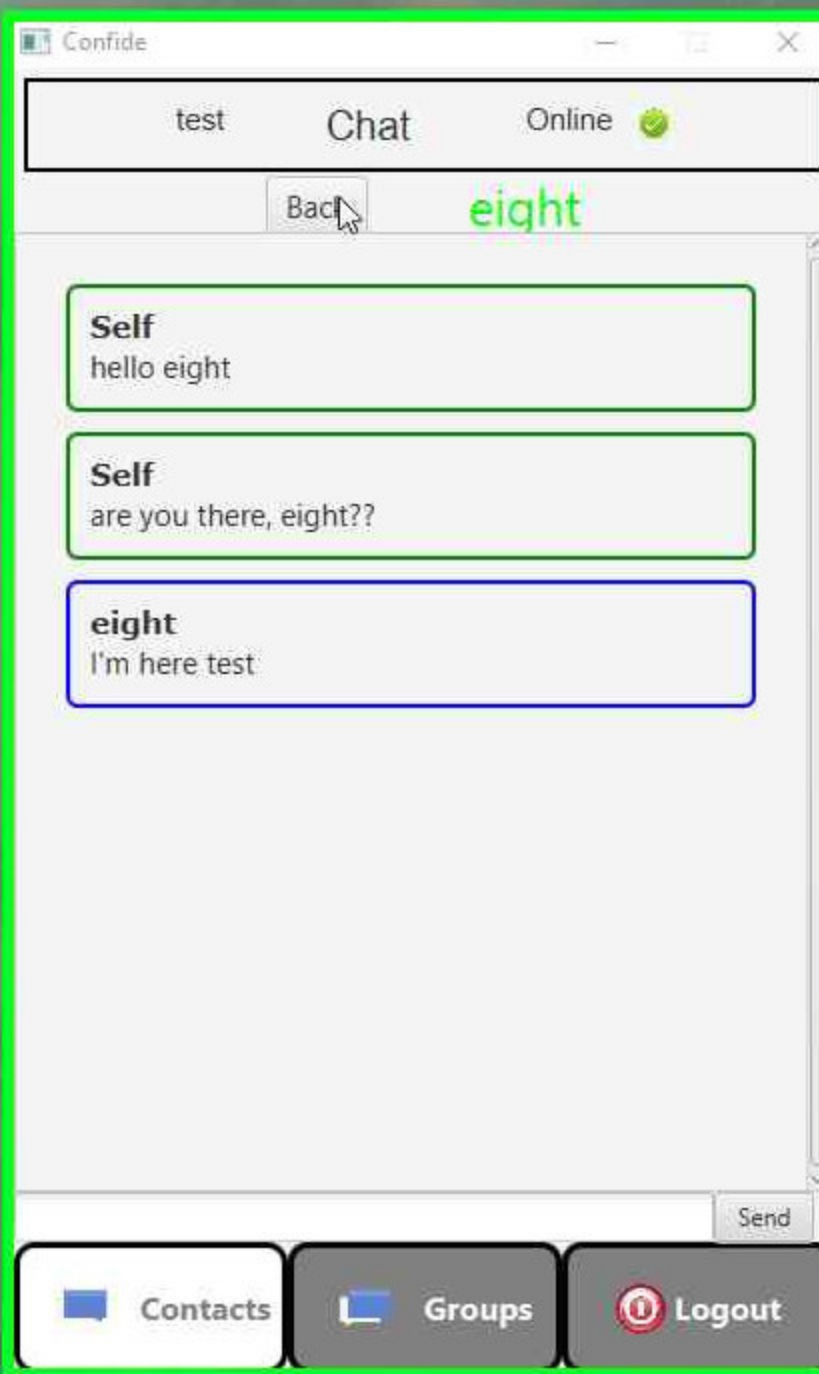 Confide
test Chat Online
Back eight
Self
hello eight
Self
are you there, eight??
eight
I'm here test
Send
Contacts Groups Logout